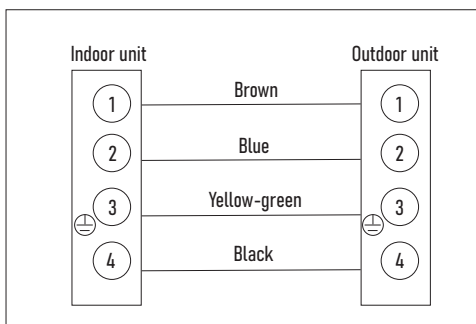 Indoor unit Outdoor unit
1 Brown 1
2 Blue 2
3 Yellow-green 3
4 Black 4